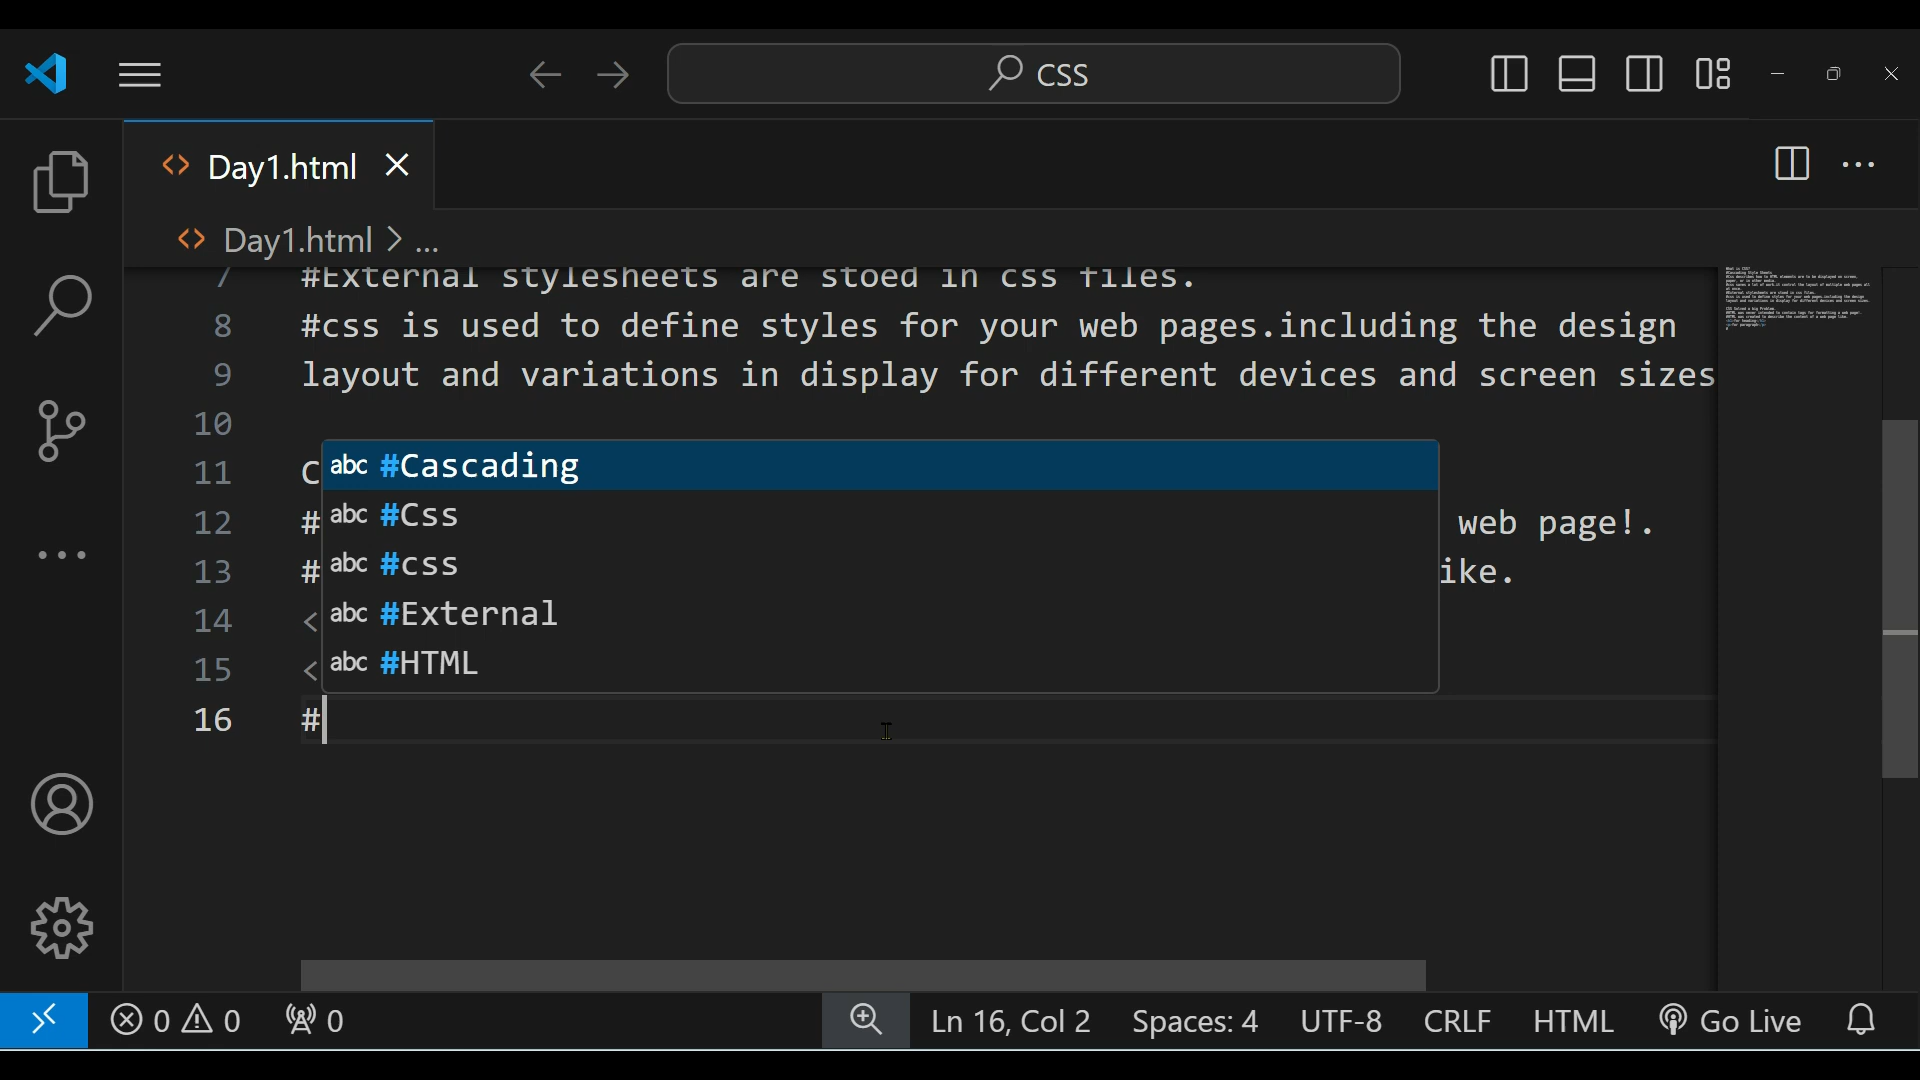 CSS
Day1.html
Day1.html > ...
7 #External stylesheets are stoed in css files.
8 #css is used to define styles for your web pages.including the design
9 layout and variations in display for different devices and screen sizes
10
11 C
abc #Cascading
12 #
abc #Css
web page!.
13 #
abc #css
ike.
14 <
abc #External
15 <
abc #HTML
16 #
0 0 0 Ln 16, Col 2 Spaces: 4 UTF-8 CRLF HTML Go Live